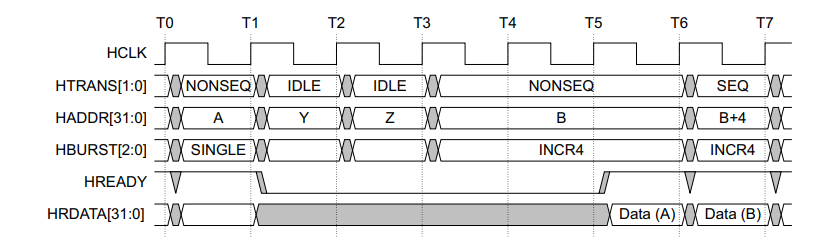 T0 T1 T2 T3 T4 T5 T6 T7
HCLK
HTRANS[1:0] NONSEQ IDLE IDLE NONSEQ SEQ
HADDR[31:0] A Y Z B B+4
HBURST[2:0] SINGLE INCR4 INCR4
HREADY
HRDATA[31:0] Data (A) Data (B)